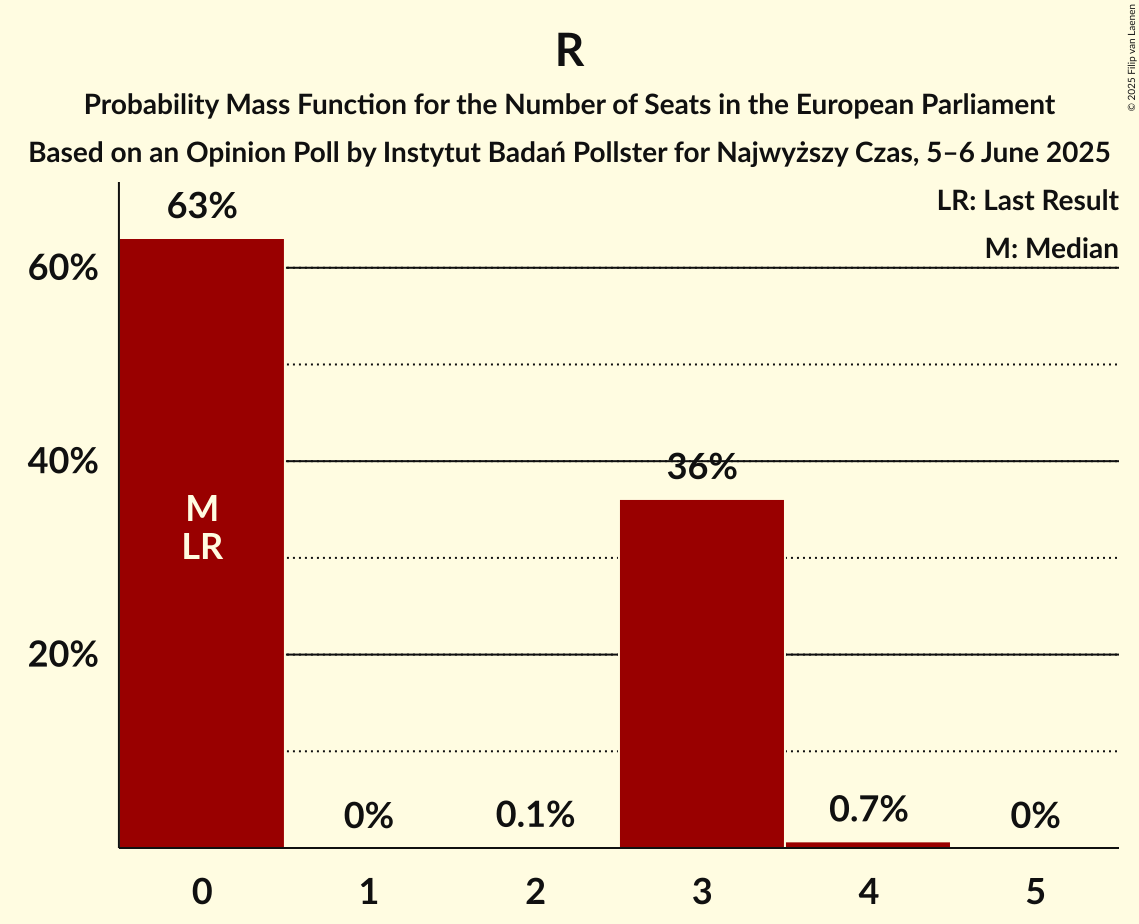 R
Probability Mass Function for the Number of Seats in the European Parliament
Based on an Opinion Poll by Instytut Badań Pollster for Najwyższy Czas, 5–6 June 2025
© 2025 Filip van Laenen
LR: Last Result
M: Median
63%
60%
40%
36%
M
LR
20%
0%
0.1%
0.7%
0%
0 1 2 3 4 5